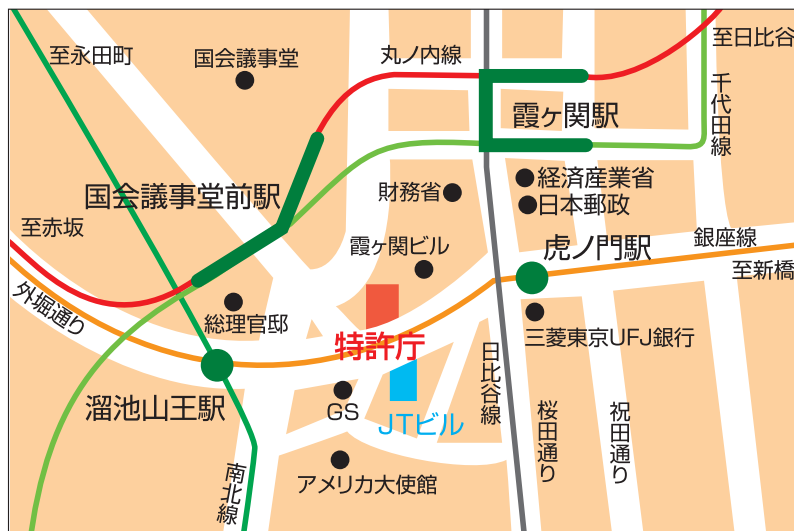 至永田町
国会議事堂
丸ノ内線
至日比谷
千代田線
霞ヶ関駅
国会議事堂前駅
財務省
経済産業省
日本郵政
至赤坂
霞ヶ関ビル
虎ノ門駅
銀座線
至新橋
外堀通り
総理官邸
特許庁
三菱東京UFJ銀行
日比谷線
溜池山王駅
GS
JTビル
桜田通り
祝田通り
南北線
アメリカ大使館